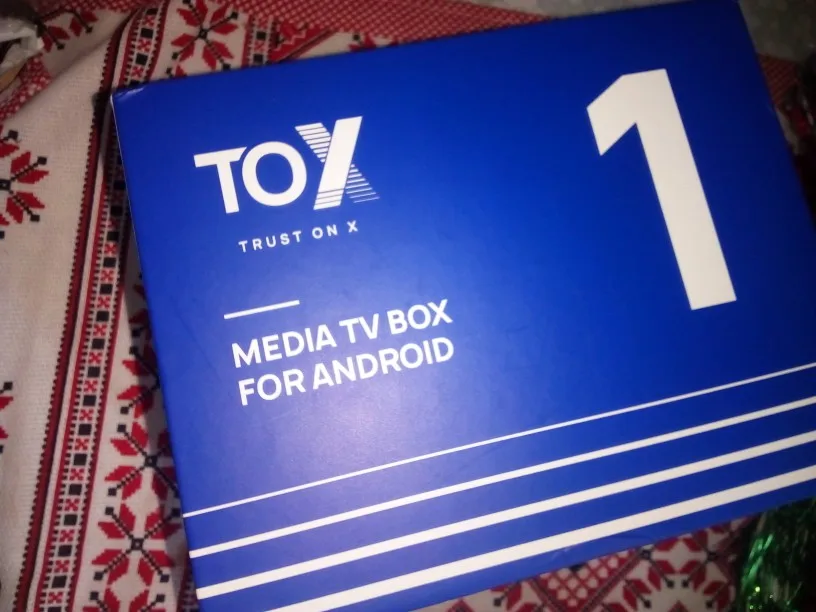 TOX
TRUST ON X
1
MEDIA TV BOX
FOR ANDROID